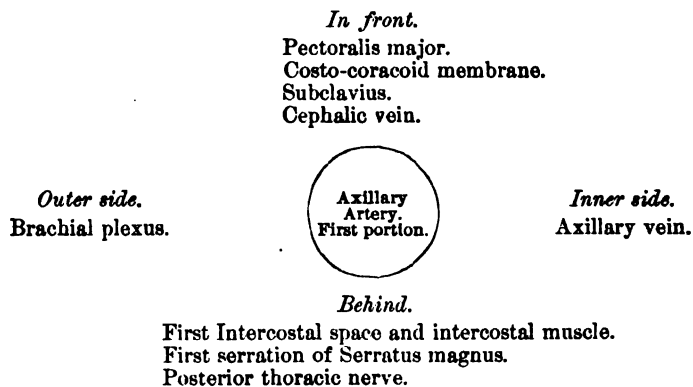 In front.
Pectoralis major.
Costo-coracoid membrane.
Subclavius.
Cephalic vein.
Outer side.
Brachial plexus.
Axillary
Artery.
First portion.
Inner side.
Axillary vein.
Behind.
First Intercostal space and intercostal muscle.
First serration of Serratus magnus.
Posterior thoracic nerve.